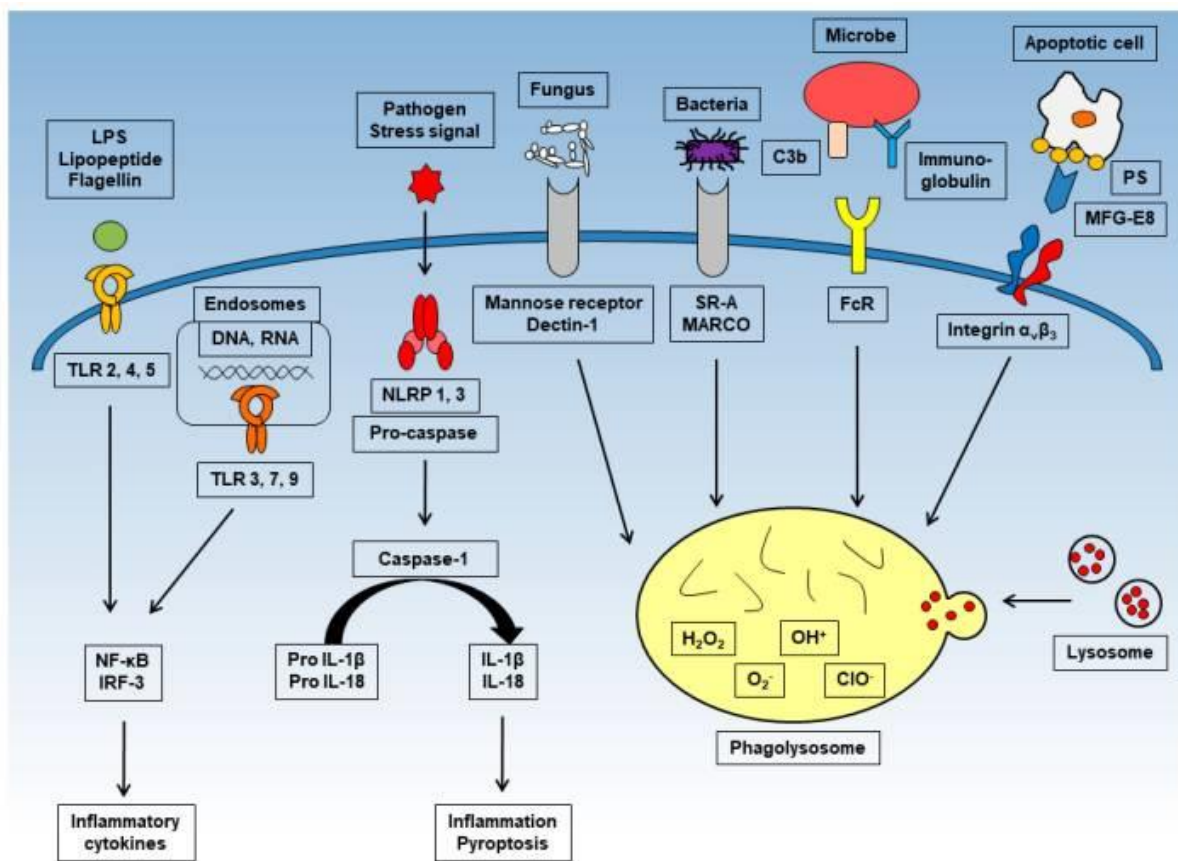 LPS
Lipopeptide
Flagellin
Pathogen
Stress signal
Fungus
Bacteria
Microbe
C3b
Immuno-
globulin
Apoptotic cell
PS
MFG-E8
Endosomes
DNA, RNA
TLR 2, 4, 5
TLR 3, 7, 9
NLRP 1, 3
Pro-caspase
Mannose receptor
Dectin-1
SR-A
MARCO
FcR
Integrin αᵥβ₃
Caspase-1
NF-κB
IRF-3
Pro IL-1β
Pro IL-18
IL-1β
IL-18
H₂O₂
OH⁺
O₂⁻
ClO⁻
Lysosome
Phagolysosome
Inflammatory
cytokines
Inflammation
Pyroptosis